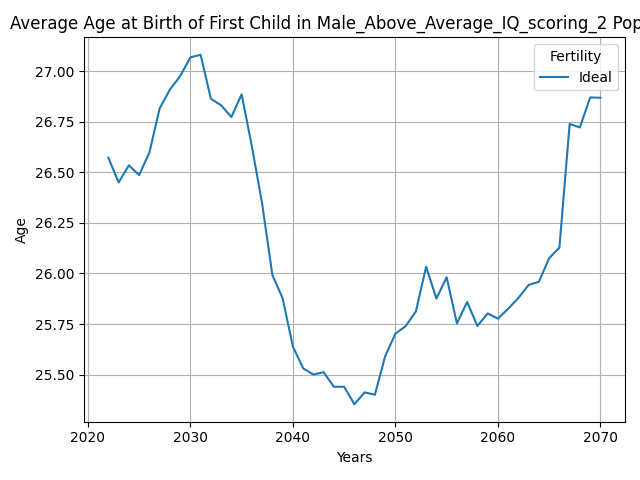 Average Age at Birth of First Child in Male_Above_Average_IQ_scoring_2 Pop
Fertility
Ideal
27.00
26.75
26.50
26.25
26.00
25.75
25.50
Age
2020 2030 2040 2050 2060 2070
Years